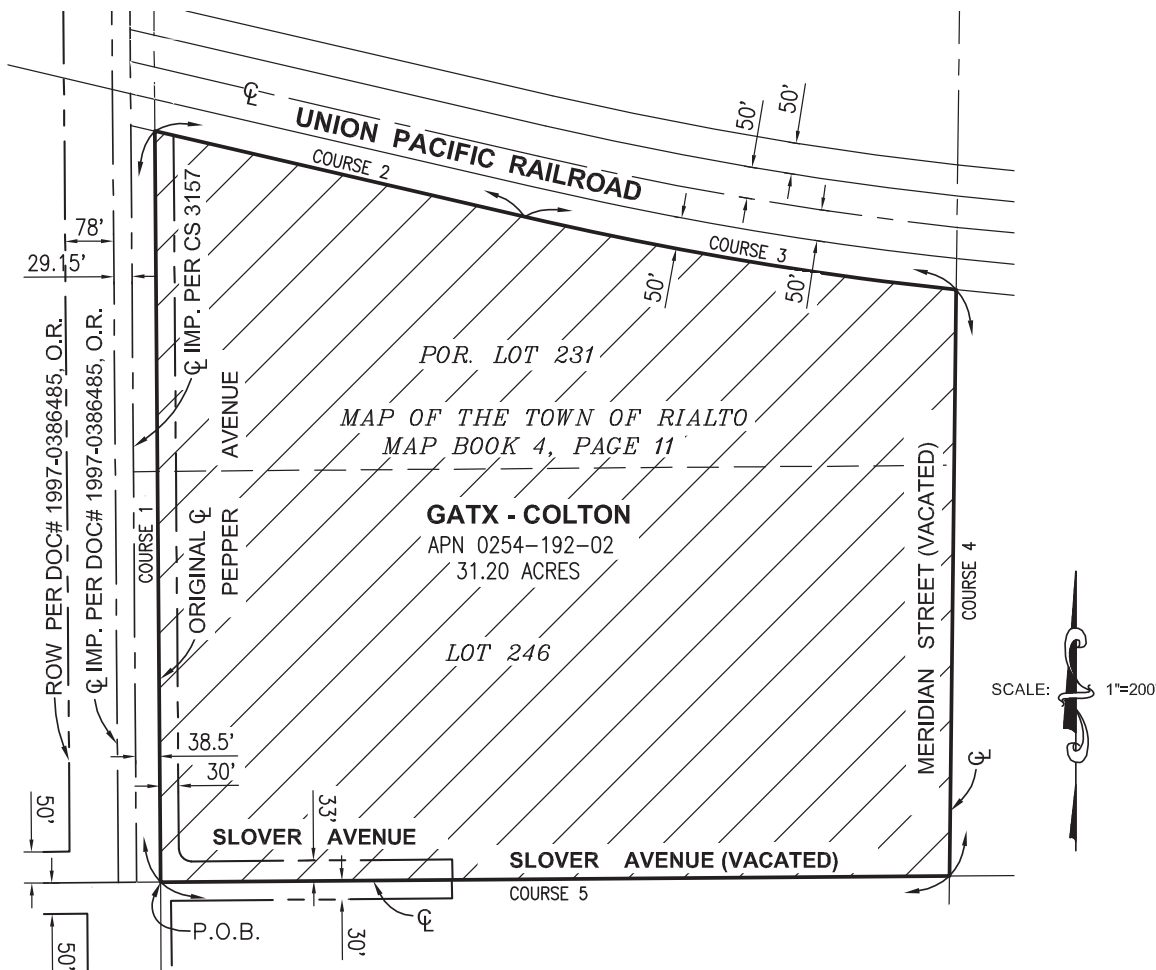 50'
50'
℄
UNION PACIFIC RAILROAD
COURSE 2
COURSE 3
50'
50'
78'
29.15'
℄ IMP. PER CS 3157
ROW PER DOC# 1997-0386485, O.R.
℄ IMP. PER DOC# 1997-0386485, O.R.
COURSE 1
ORIGINAL ℄
PEPPER AVENUE
POR. LOT 231
MAP OF THE TOWN OF RIALTO
MAP BOOK 4, PAGE 11
GATX - COLTON
APN 0254-192-02
31.20 ACRES
LOT 246
MERIDIAN STREET (VACATED)
COURSE 4
℄
SCALE: 1"=200
38.5'
30'
33'
50'
SLOVER AVENUE
SLOVER AVENUE (VACATED)
COURSE 5
℄
P.O.B.
30'
50'